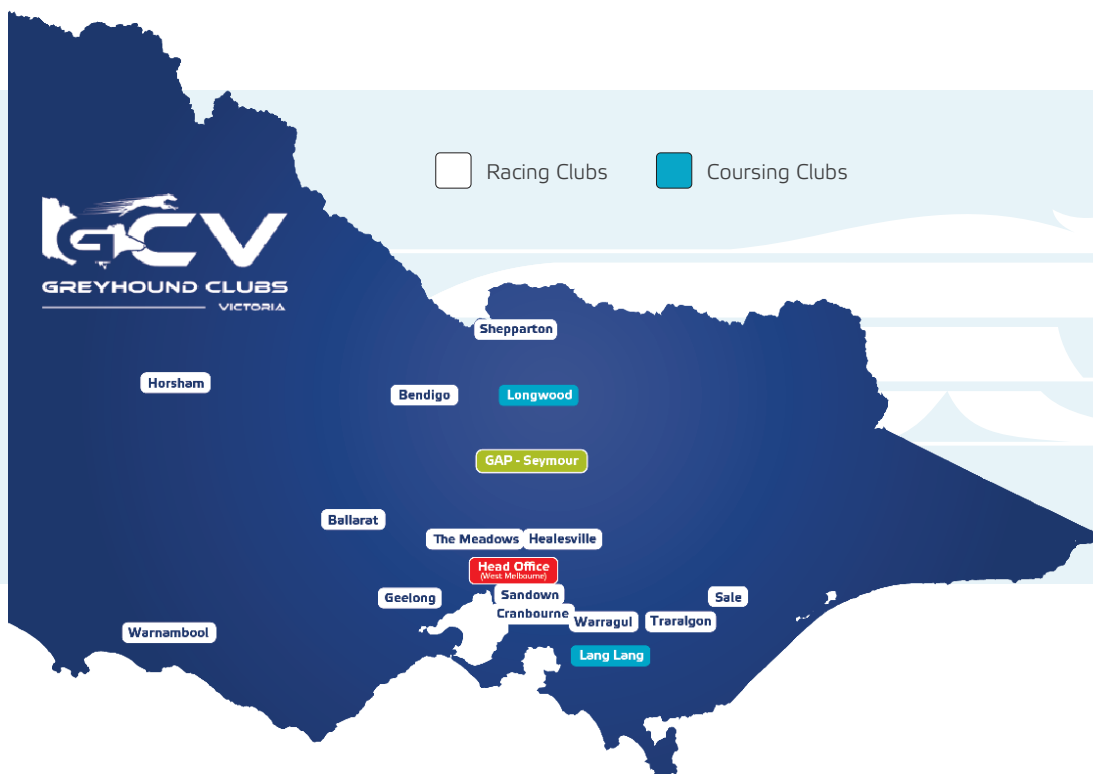 Racing Clubs
Coursing Clubs
GCV
GREYHOUND CLUBS
VICTORIA
Shepparton
Horsham
Bendigo
Longwood
GAP - Seymour
Ballarat
The Meadows
Healesville
Head Office
(West Melbourne)
Geelong
Sandown
Sale
Cranbourne
Warragul
Traralgon
Warnambool
Lang Lang